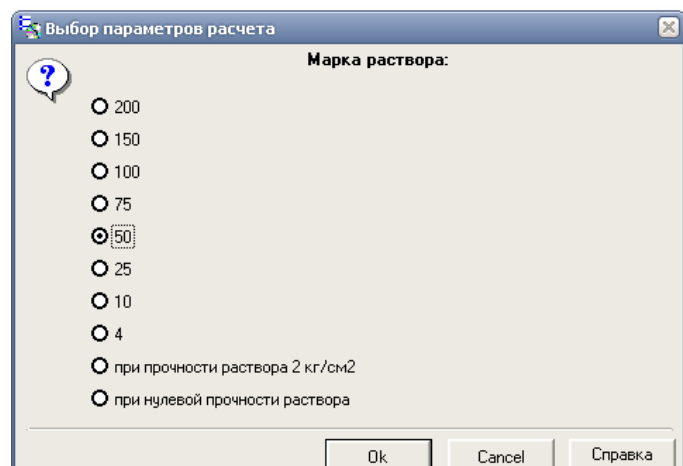 Выбор параметров расчета
Марка раствора:
200
150
100
75
50
25
10
4
при прочности раствора 2 кг/см2
при нулевой прочности раствора
Ok Cancel Справка